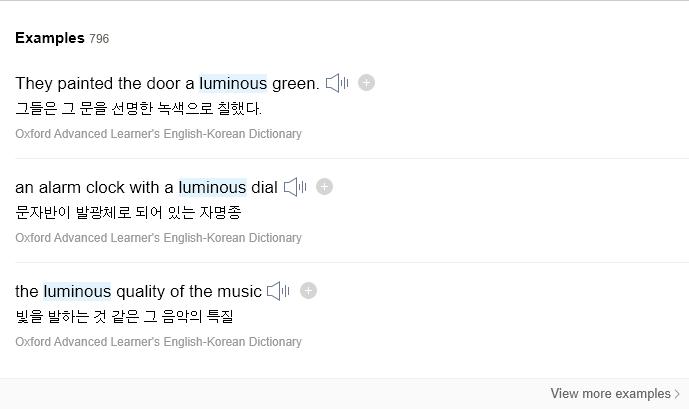 Examples 796
They painted the door a luminous green.
그들은 그 문을 선명한 녹색으로 칠했다.
Oxford Advanced Learner's English-Korean Dictionary
an alarm clock with a luminous dial
문자반이 발광체로 되어 있는 자명종
Oxford Advanced Learner's English-Korean Dictionary
the luminous quality of the music
빛을 발하는 것 같은 그 음악의 특질
Oxford Advanced Learner's English-Korean Dictionary
View more examples